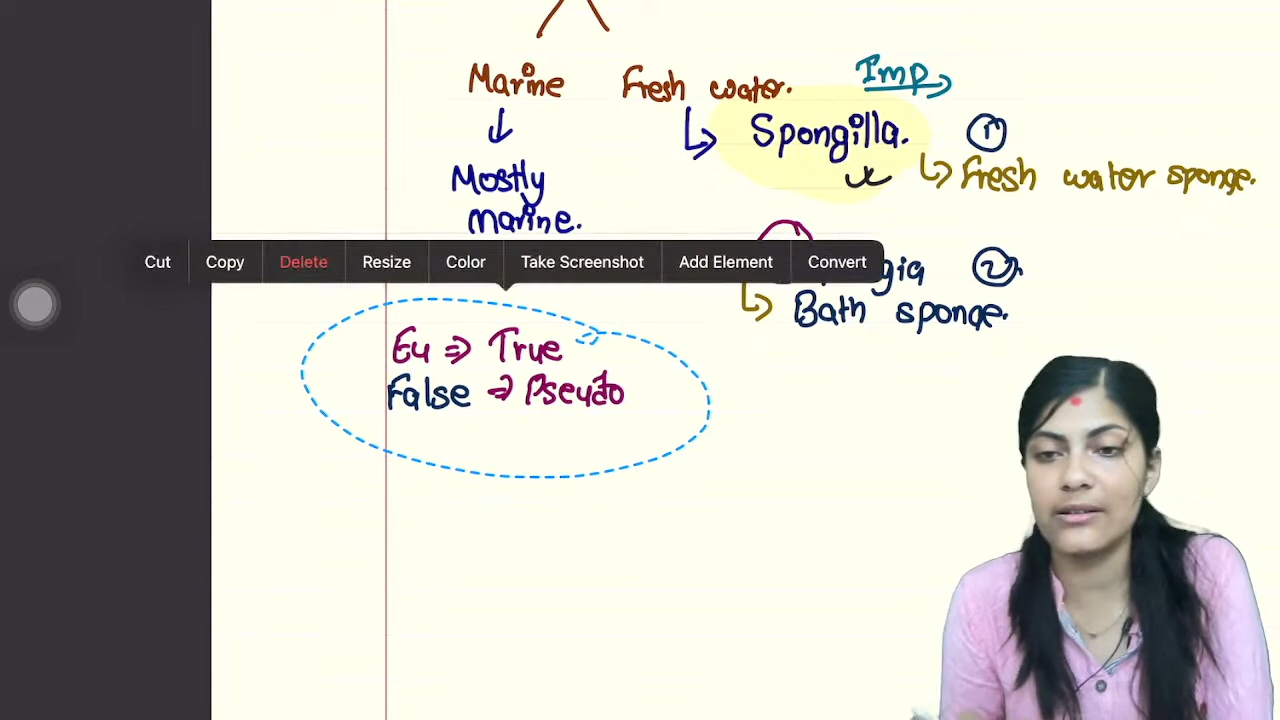 Marine Fresh water. Imp
Spongilla. 1
Mostly Fresh water sponge.
marine.
Cut Copy Delete Resize Color Take Screenshot Add Element Convert
2
Bath sponge.
Eu ⇒ True
False ⇒ Pseudo